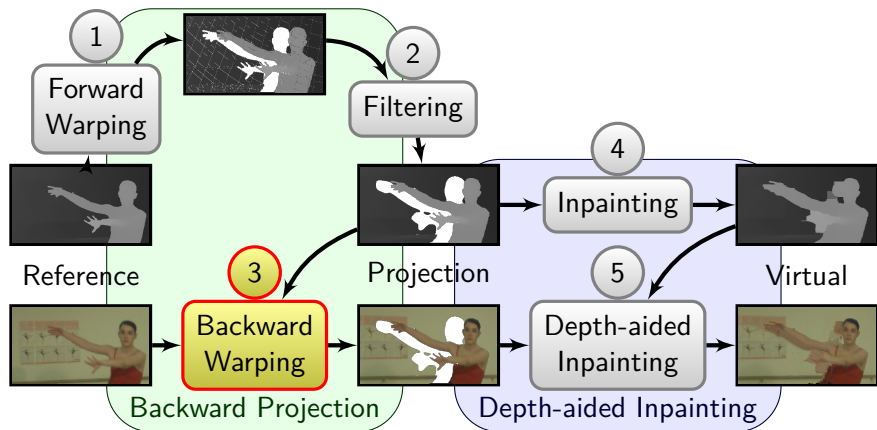 1
Forward
Warping
2
Filtering
4
Inpainting
Reference
3
Projection
5
Virtual
Backward
Warping
Depth-aided
Inpainting
Backward Projection
Depth-aided Inpainting